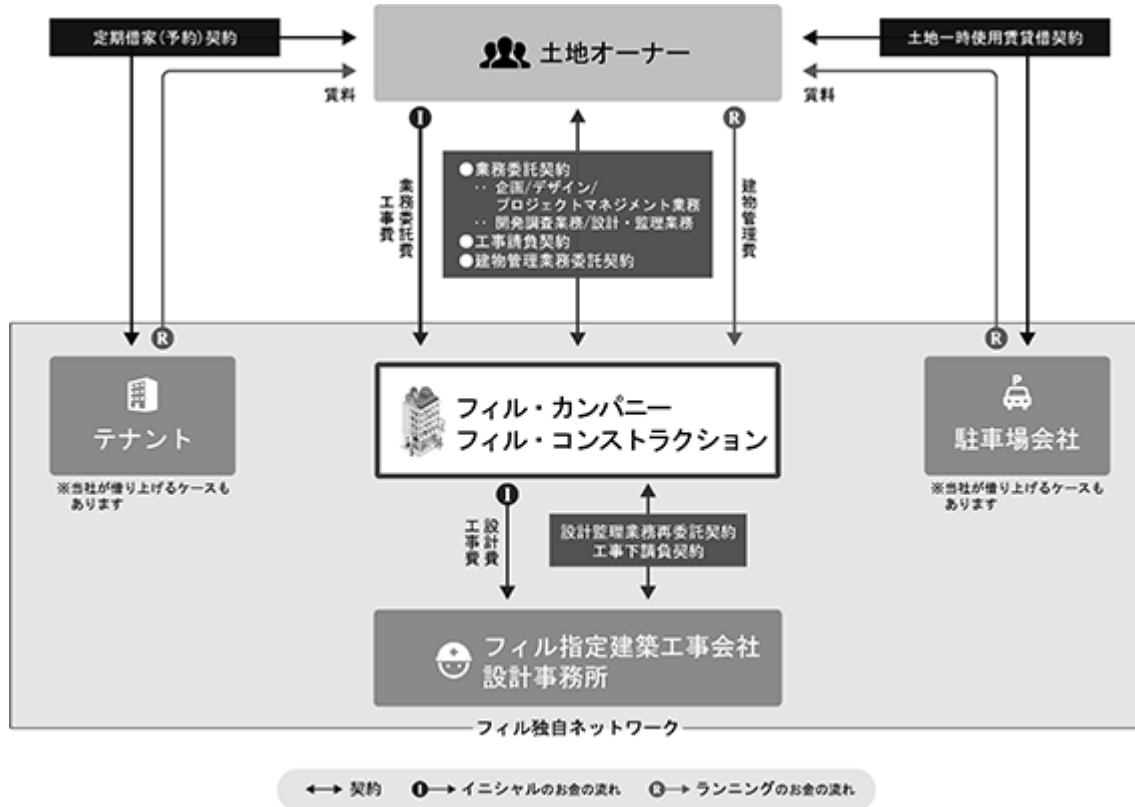 定期借家(予約)契約
土地オーナー
土地一時使用賃貸借契約
賃料
賃料
I
R
業務委託費
工事費
●業務委託契約
‥ 企画/デザイン/
プロジェクトマネジメント業務
‥ 開発調査業務/設計・監理業務
●工事請負契約
●建物管理業務委託契約
建物管理費
R
R
テナント
※当社が借り上げるケースも
あります
フィル・カンパニー
フィル・コンストラクション
P
駐車場会社
※当社が借り上げるケースも
あります
I
設計費
工事費
設計監理業務再委託契約
工事下請負契約
フィル指定建築工事会社
設計事務所
フィル独自ネットワーク
契約
I
イニシャルのお金の流れ
R
ランニングのお金の流れ